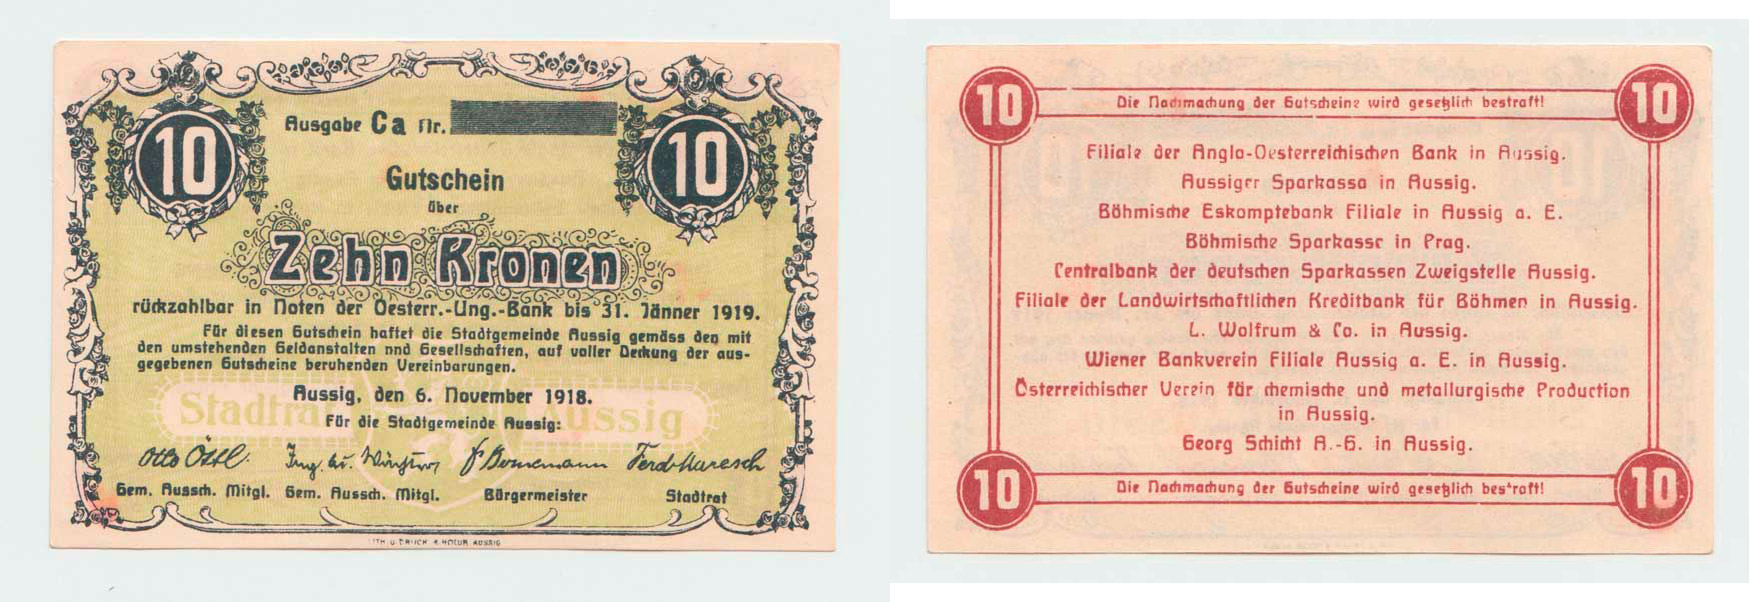 10
10
Ausgabe Ca Nr.
Gutschein
über
Zehn Kronen
rückzahlbar in Noten der Oesterr.-Ung.-Bank bis 31. Jänner 1919.
Für diesen Gutschein haftet die Stadtgemeinde Aussig gemäss den mit
den umstehenden Geldanstalten nnd Gesellschaften, auf voller Deckung der aus-
gegebenen Gutscheine beruhenden Vereinbarungen.
Aussig, den 6. November 1918.
Stadtrat Aussig
Für die Stadtgemeinde Aussig:
Otto Östl. Ferd. Maresch
Gem. Aussch. Mitgl. Gem. Aussch. Mitgl. Bürgermeister Stadtrat
10
Die Nachmachung der Gutscheine wird gesetzlich bestraft!
10
Filiale der Anglo-Oesterreichischen Bank in Aussig.
Aussiger Sparkassa in Aussig.
Böhmische Eskomptebank Filiale in Aussig a. E.
Böhmische Sparkasse in Prag.
Centralbank der deutschen Sparkassen Zweigstelle Aussig.
Filiale der Landwirtschaftlichen Kreditbank für Böhmen in Aussig.
L. Wolfrum & Co. in Aussig.
Wiener Bankverein Filiale Aussig a. E. in Aussig.
Österreichischer Verein für chemische und metallurgische Production
in Aussig.
Georg Schicht A.-G. in Aussig.
10
Die Nachmachung der Gutscheine wird gesetzlich bestraft!
10